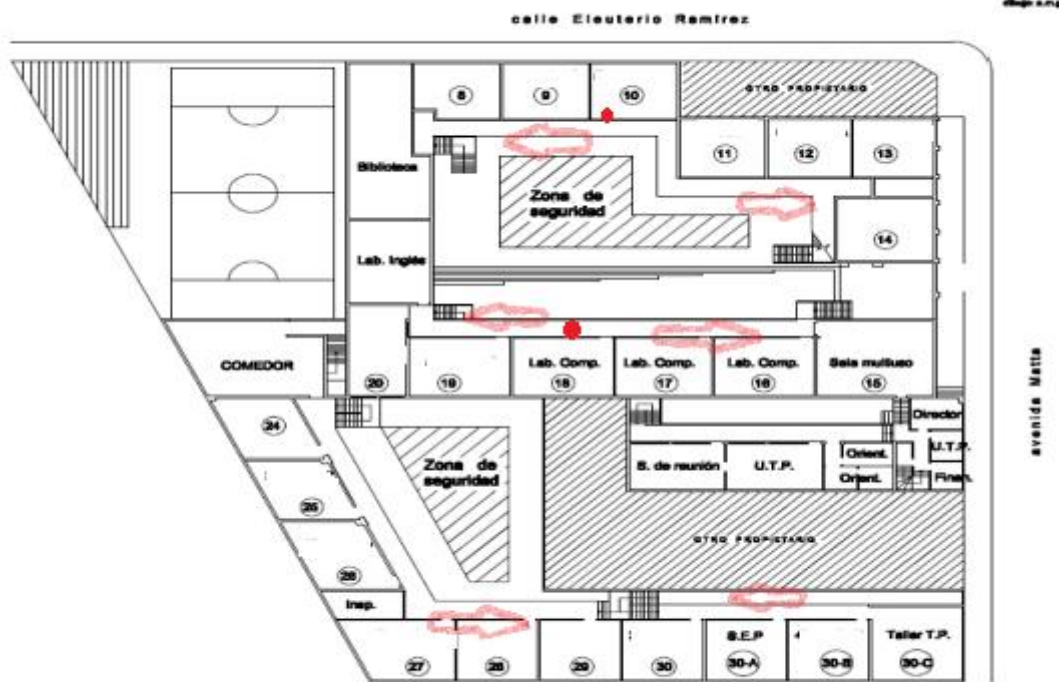 calle Eleuterio Ramírez
8
9
10
OTRO PROPIETARIO
11
12
13
Biblioteca
Zona de
seguridad
14
Lab. Inglés
COMEDOR
20
19
Lab. Comp.
18
Lab. Comp.
17
Lab. Comp.
16
Sala multiuso
15
Director
U.T.P.
Finan.
avenida Matta
24
25
26
Insp.
Zona de
seguridad
S. de reunión
U.T.P.
Orient.
Orient.
OTRO PROPIETARIO
27
28
29
30
S.E.P
30-A
30-B
Taller T.P.
30-C